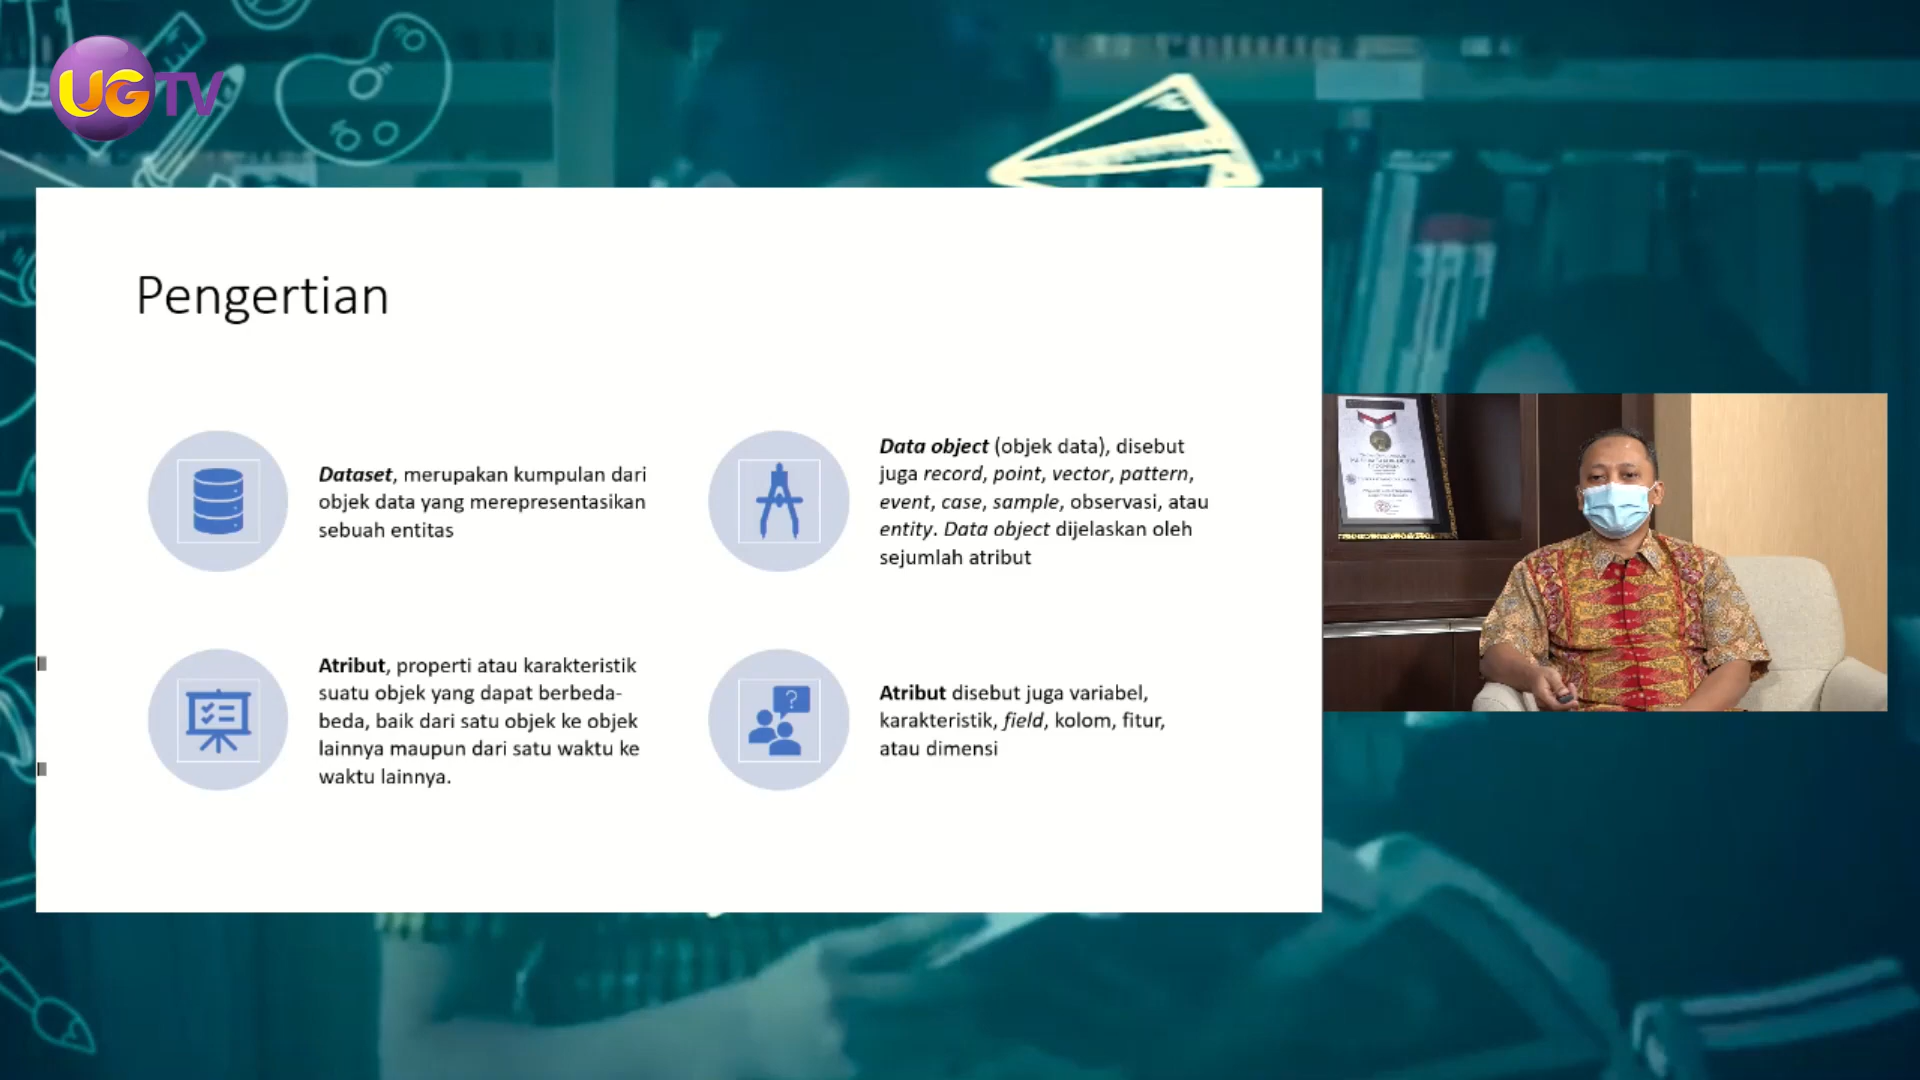 UGTV
Pengertian
Dataset, merupakan kumpulan dari
objek data yang merepresentasikan
sebuah entitas
Data object (objek data), disebut
juga record, point, vector, pattern,
event, case, sample, observasi, atau
entity. Data object dijelaskan oleh
sejumlah atribut
Atribut, properti atau karakteristik
suatu objek yang dapat berbeda-
beda, baik dari satu objek ke objek
lainnya maupun dari satu waktu ke
waktu lainnya.
?
Atribut disebut juga variabel,
karakteristik, field, kolom, fitur,
atau dimensi